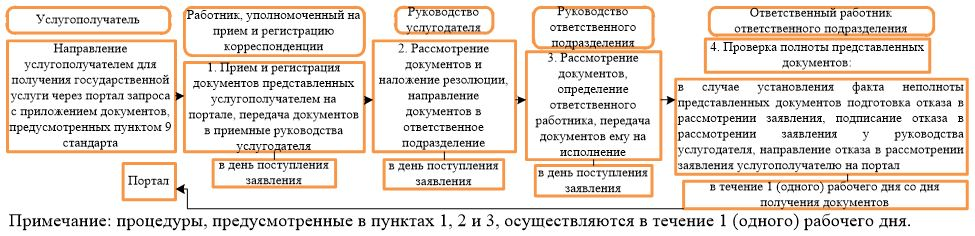 Услугополучатель
Направление
услугополучателем для
получения государственной
услуги через портал запроса
с приложением документов,
предусмотренных пунктом 9
стандарта
Портал
Работник, уполномоченный на
прием и регистрацию
корреспонденции
1. Прием и регистрация
документов представленных
услугополучателем на
портале, передача документов
в приемные руководства
услугодателя
в день поступления
заявления
Руководство
услугодателя
2. Рассмотрение
документов и
наложение резолюции,
направление
документов в
ответственное
подразделение
в день поступления
заявления
Руководство
ответственного
подразделения
3. Рассмотрение
документов,
определение
ответственного
работника, передача
документов ему на
исполнение
в день поступления
заявления
Ответственный работник
ответственного подразделения
4. Проверка полноты представленных
документов:
в случае установления факта неполноты
представленных документов подготовка отказа в
рассмотрении заявления, подписание отказа в
рассмотрении заявления у руководства
услугодателя, направление отказа в рассмотрении
заявления услугополучателю на портал
в течение 1 (одного) рабочего дня со дня
получения документов
Примечание: процедуры, предусмотренные в пунктах 1, 2 и 3, осуществляются в течение 1 (одного) рабочего дня.